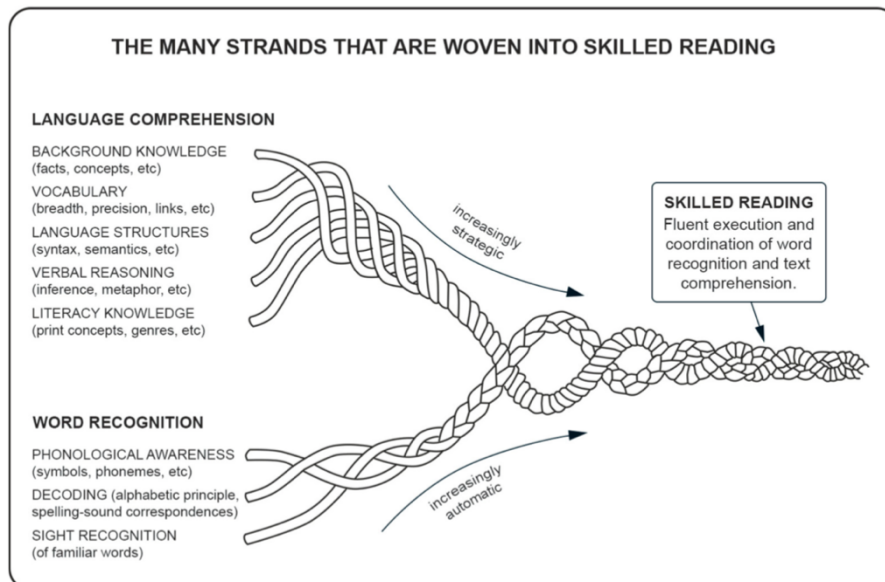 THE MANY STRANDS THAT ARE WOVEN INTO SKILLED READING
LANGUAGE COMPREHENSION
BACKGROUND KNOWLEDGE
(facts, concepts, etc)
VOCABULARY
(breadth, precision, links, etc)
LANGUAGE STRUCTURES
(syntax, semantics, etc)
VERBAL REASONING
(inference, metaphor, etc)
LITERACY KNOWLEDGE
(print concepts, genres, etc)
increasingly
strategic
SKILLED READING
Fluent execution and
coordination of word
recognition and text
comprehension.
WORD RECOGNITION
PHONOLOGICAL AWARENESS
(symbols, phonemes, etc)
DECODING (alphabetic principle,
spelling-sound correspondences)
SIGHT RECOGNITION
(of familiar words)
increasingly
automatic